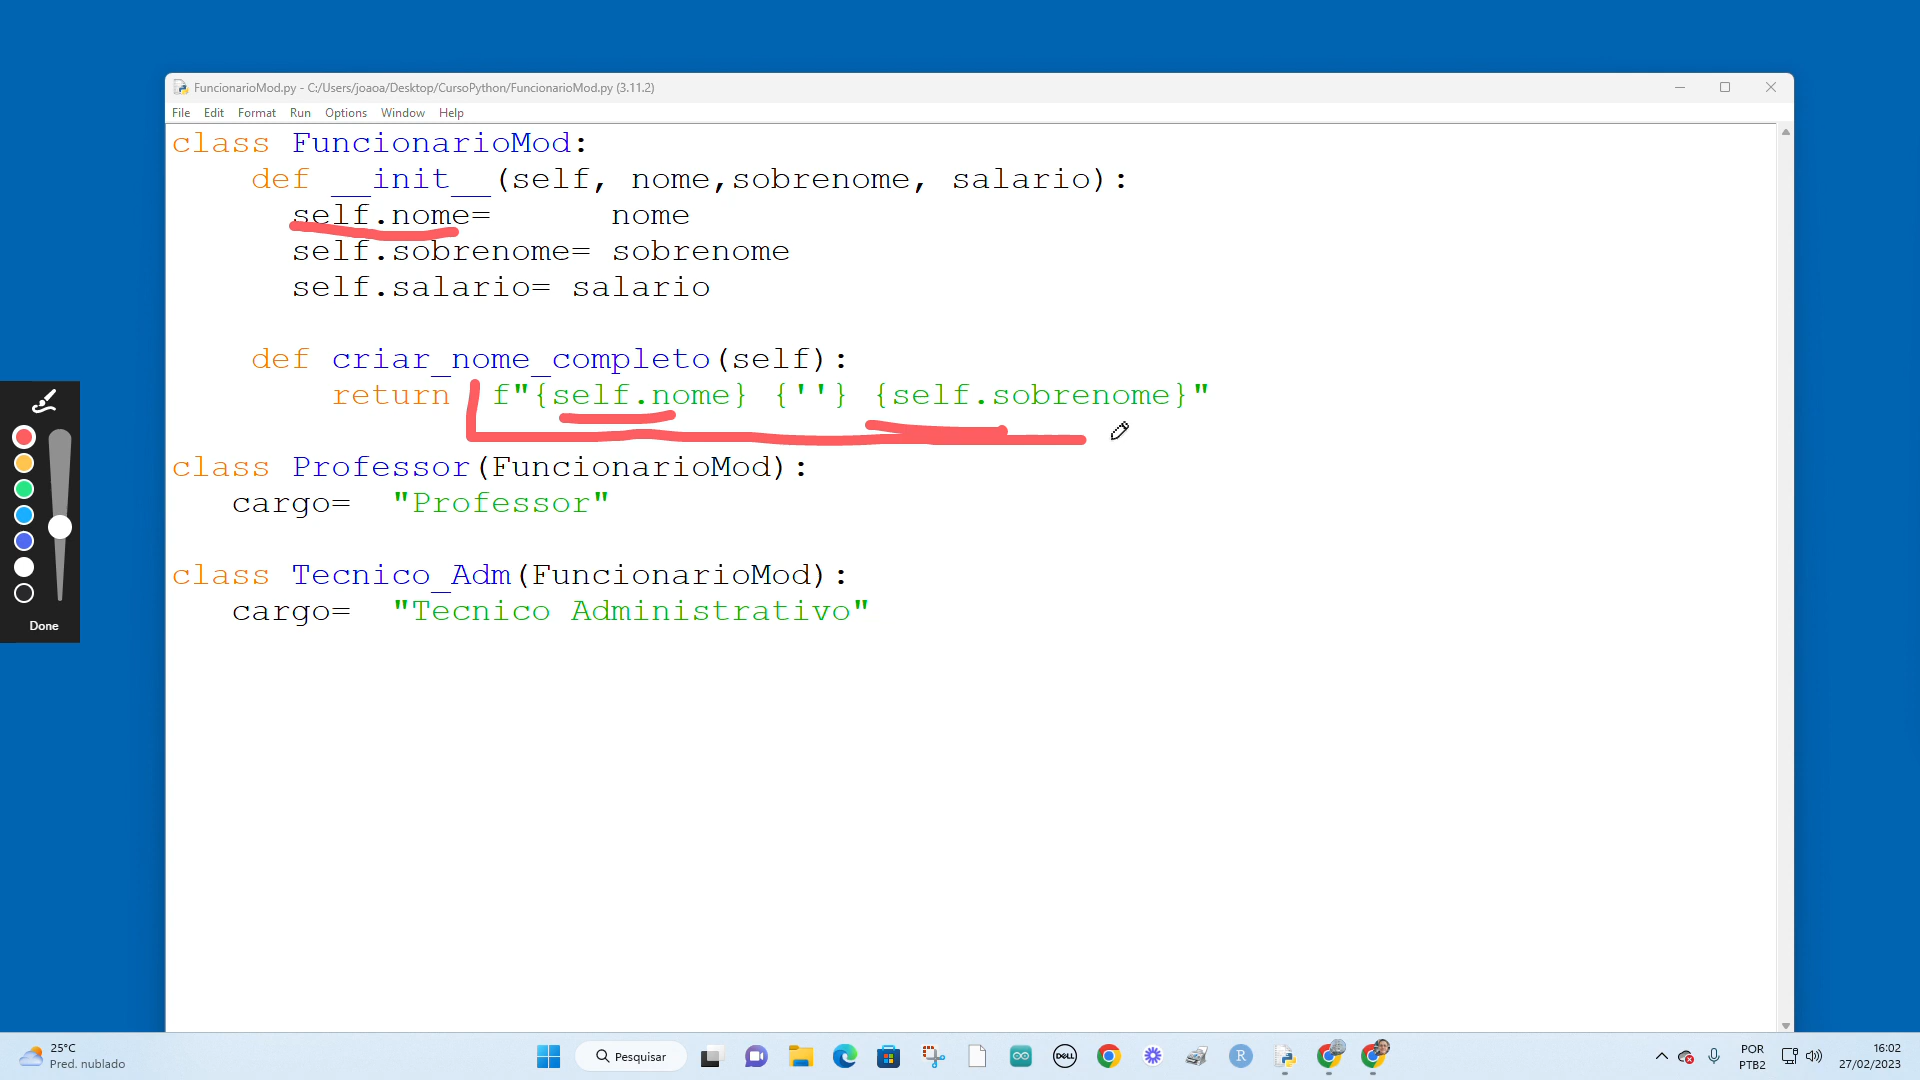 FuncionarioMod.py - C:/Users/joaoa/Desktop/CursoPython/FuncionarioMod.py (3.11.2)
File Edit Format Run Options Window Help
class FuncionarioMod:
    def __init__(self, nome,sobrenome, salario):
      self.nome=      nome
      self.sobrenome= sobrenome
      self.salario= salario
    def criar_nome_completo(self):
        return  f"{self.nome} {''} {self.sobrenome}"
class Professor(FuncionarioMod):
   cargo=  "Professor"
class Tecnico_Adm(FuncionarioMod):
   cargo=  "Tecnico Administrativo"
Done
25°C
Pred. nublado
Pesquisar
DELL
R
POR
PTB2
16:02
27/02/2023